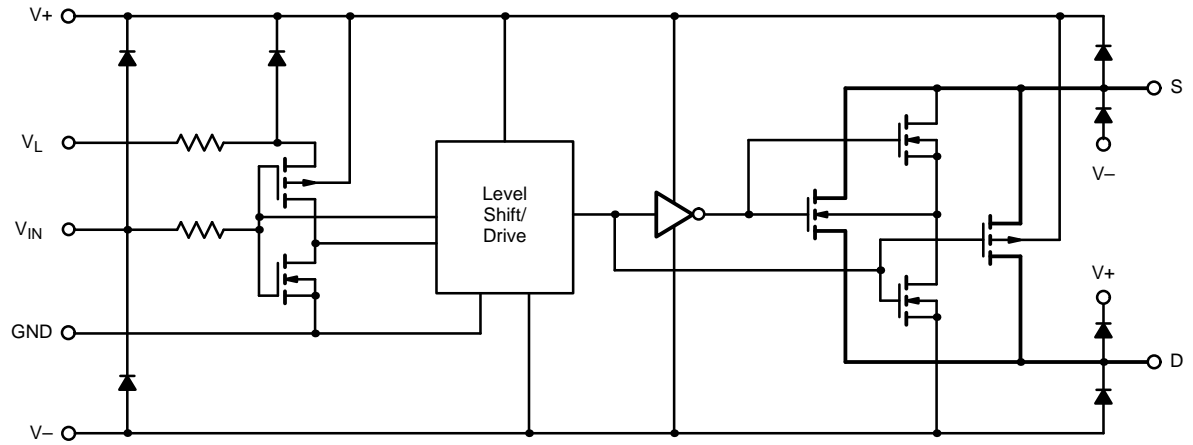 V+
S
V–
VL
Level
Shift/
Drive
VIN
V+
GND
D
V–